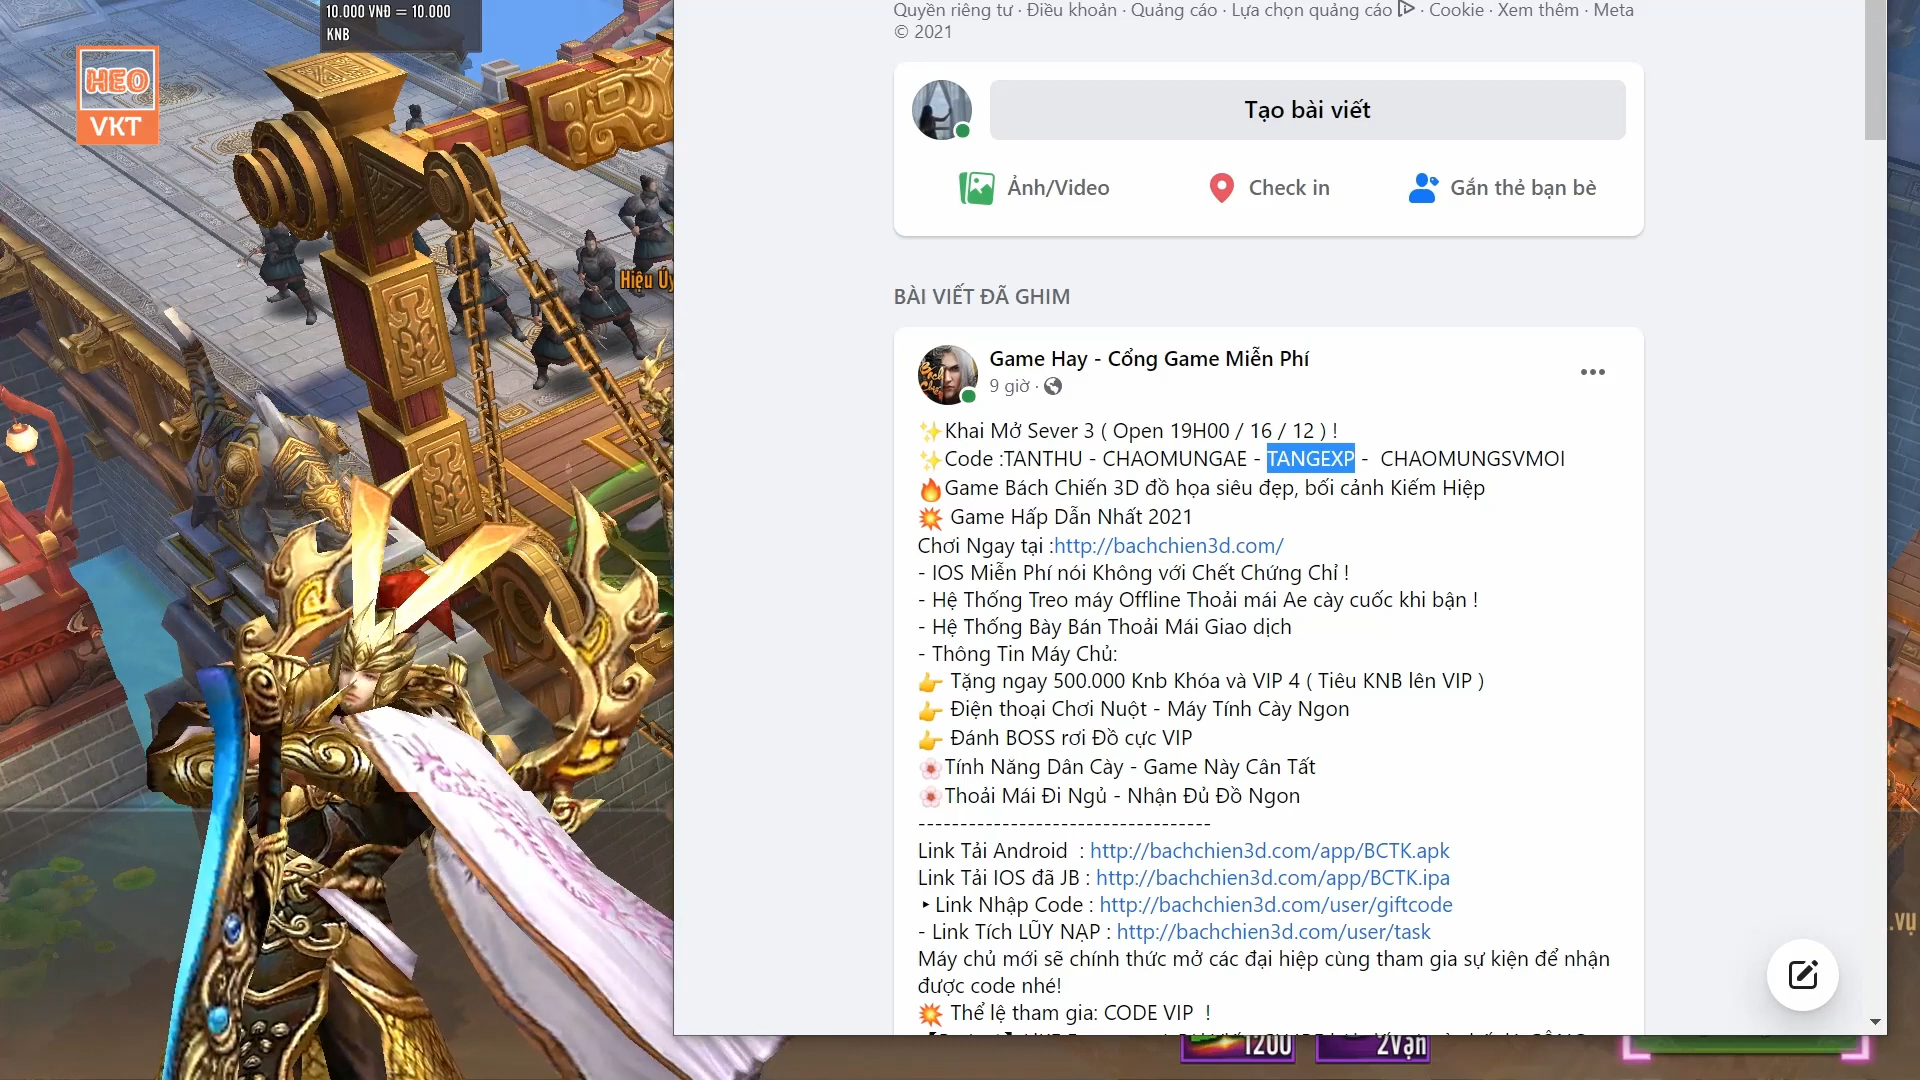 10.000 VNĐ = 10.000
KNB
HEO
VKT
Hiệu Úy
Quyền riêng tư · Điều khoản · Quảng cáo · Lựa chọn quảng cáo · Cookie · Xem thêm · Meta
© 2021
Tạo bài viết
Ảnh/Video
Check in
Gắn thẻ bạn bè
BÀI VIẾT ĐÃ GHIM
Game Hay - Cổng Game Miễn Phí
9 giờ ·
✨Khai Mở Sever 3 ( Open 19H00 / 16 / 12 ) !
✨Code :TANTHU - CHAOMUNGAE - TANGEXP - CHAOMUNGSVMOI
🔥Game Bách Chiến 3D đồ họa siêu đẹp, bối cảnh Kiếm Hiệp
💥 Game Hấp Dẫn Nhất 2021
Chơi Ngay tại :http://bachchien3d.com/
- IOS Miễn Phí nói Không với Chết Chứng Chỉ !
- Hệ Thống Treo máy Offline Thoải mái Ae cày cuốc khi bận !
- Hệ Thống Bày Bán Thoải Mái Giao dịch
- Thông Tin Máy Chủ:
👉 Tặng ngay 500.000 Knb Khóa và VIP 4 ( Tiêu KNB lên VIP )
👉 Điện thoại Chơi Nuột - Máy Tính Cày Ngon
👉 Đánh BOSS rơi Đồ cực VIP
🌸Tính Năng Dân Cày - Game Này Cân Tất
🌸Thoải Mái Đi Ngủ - Nhận Đủ Đồ Ngon
-----------------------------------
Link Tải Android : http://bachchien3d.com/app/BCTK.apk
Link Tải IOS đã JB : http://bachchien3d.com/app/BCTK.ipa
‣ Link Nhập Code : http://bachchien3d.com/user/giftcode
- Link Tích LŨY NẠP : http://bachchien3d.com/user/task
Máy chủ mới sẽ chính thức mở các đại hiệp cùng tham gia sự kiện để nhận
được code nhé!
💥 Thể lệ tham gia: CODE VIP !
.vụ
1200
2Vạn